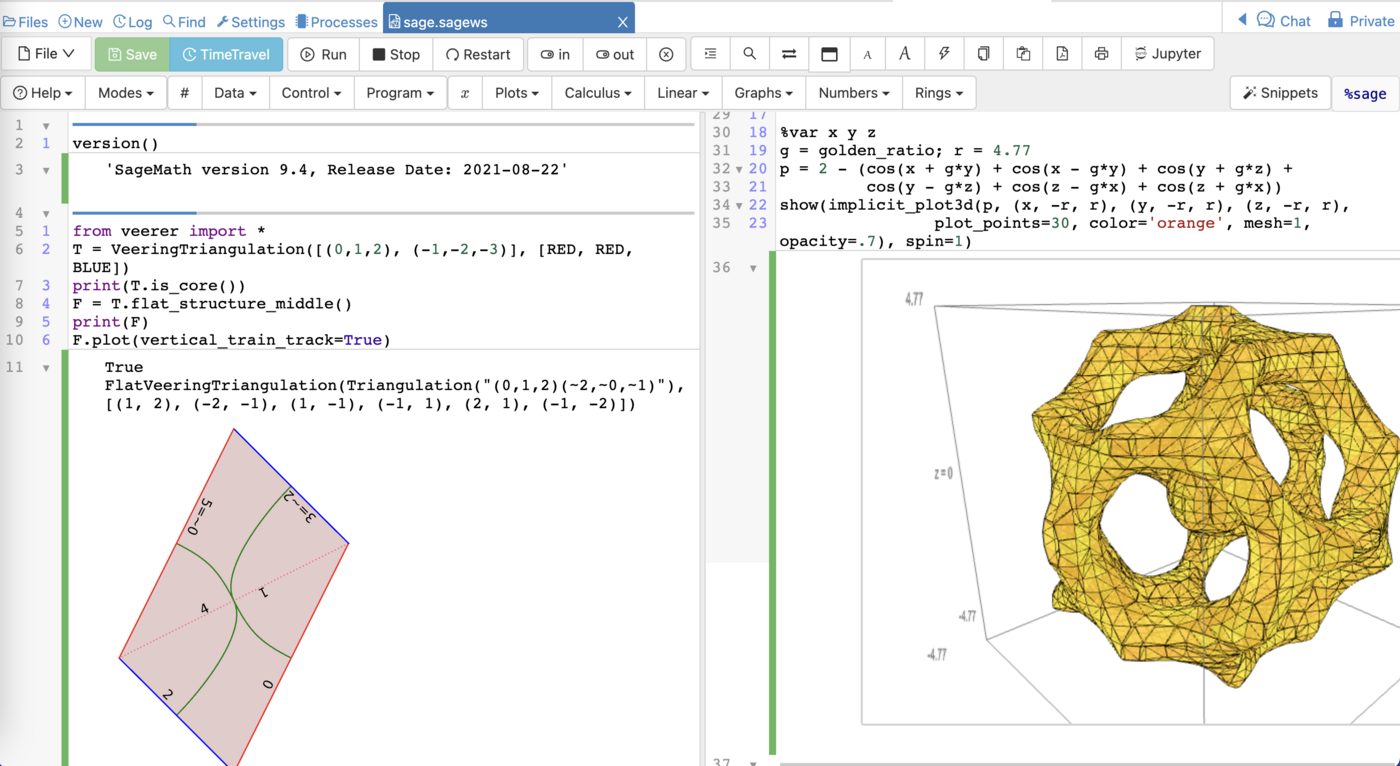 Files New Log Find Settings Processes sage.sagews X Chat Private
File Save TimeTravel Run Stop Restart in out A A Jupyter
Help Modes # Data Control Program x Plots Calculus Linear Graphs Numbers Rings Snippets %sage
1
2 1 version()
3 'SageMath version 9.4, Release Date: 2021-08-22'
4
5 1 from veerer import *
6 2 T = VeeringTriangulation([(0,1,2), (-1,-2,-3)], [RED, RED,
BLUE])
7 3 print(T.is_core())
8 4 F = T.flat_structure_middle()
9 5 print(F)
10 6 F.plot(vertical_train_track=True)
11 True
FlatVeeringTriangulation(Triangulation("(0,1,2)(~2,~0,~1)"),
[(1, 2), (-2, -1), (1, -1), (-1, 1), (2, 1), (-1, -2)])
5=~0
3=~2
1
4
0
2
29 17
30 18 %var x y z
31 19 g = golden_ratio; r = 4.77
32 20 p = 2 - (cos(x + g*y) + cos(x - g*y) + cos(y + g*z) +
33 21 cos(y - g*z) + cos(z - g*x) + cos(z + g*x))
34 22 show(implicit_plot3d(p, (x, -r, r), (y, -r, r), (z, -r, r),
35 23 plot_points=30, color='orange', mesh=1,
opacity=.7), spin=1)
36
4.77
z=0
-4.77
-4.77
37